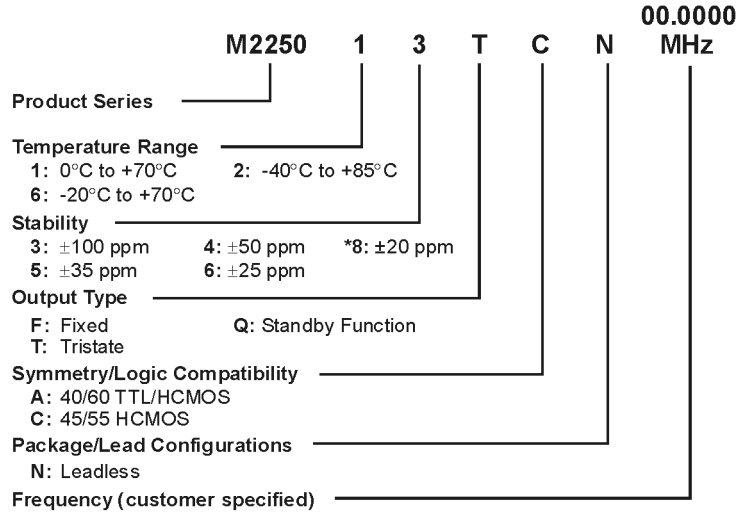 00.0000
M2250 1 3 T C N MHz
Product Series
Temperature Range
1: 0°C to +70°C 2: -40°C to +85°C
6: -20°C to +70°C
Stability
3: ±100 ppm 4: ±50 ppm *8: ±20 ppm
5: ±35 ppm 6: ±25 ppm
Output Type
F: Fixed Q: Standby Function
T: Tristate
Symmetry/Logic Compatibility
A: 40/60 TTL/HCMOS
C: 45/55 HCMOS
Package/Lead Configurations
N: Leadless
Frequency (customer specified)